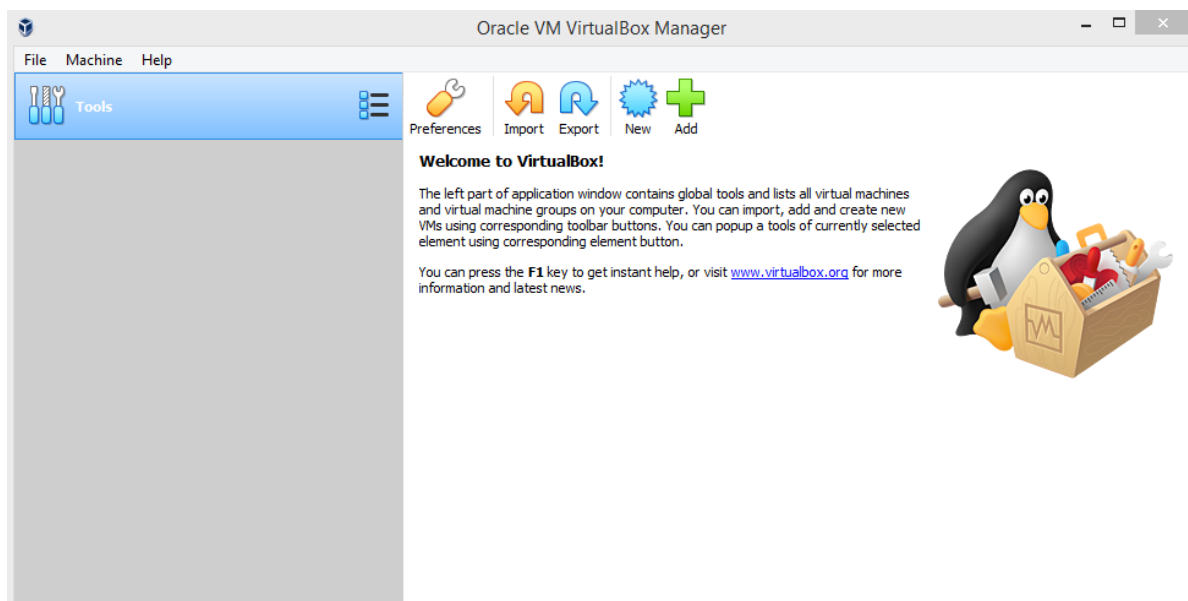 Oracle VM VirtualBox Manager
File Machine Help
Tools
Preferences Import Export New Add
Welcome to VirtualBox!
The left part of application window contains global tools and lists all virtual machines
and virtual machine groups on your computer. You can import, add and create new
VMs using corresponding toolbar buttons. You can popup a tools of currently selected
element using corresponding element button.
You can press the F1 key to get instant help, or visit www.virtualbox.org for more
information and latest news.